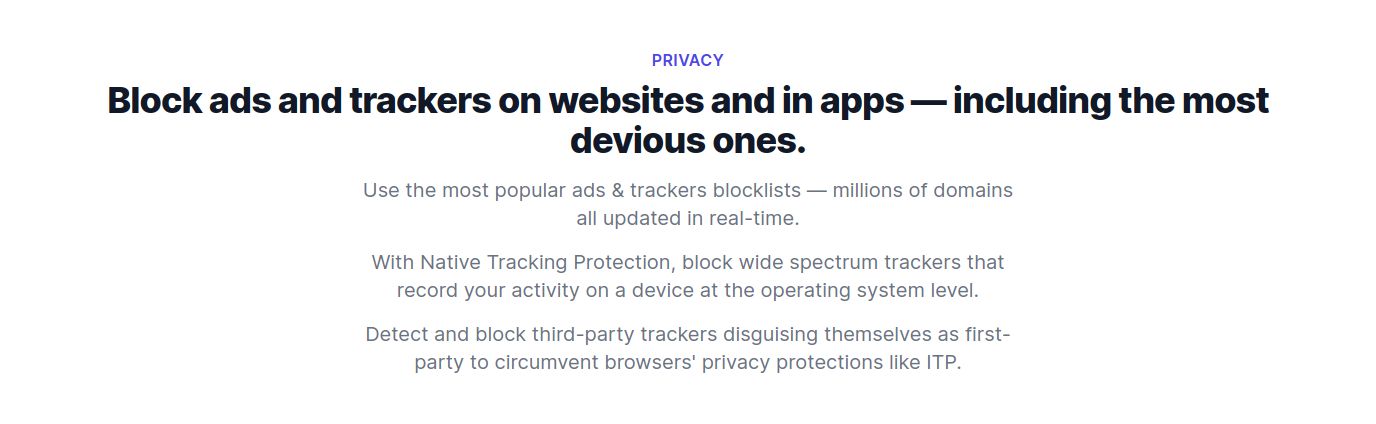 PRIVACY
Block ads and trackers on websites and in apps — including the most
devious ones.
Use the most popular ads & trackers blocklists — millions of domains
all updated in real-time.
With Native Tracking Protection, block wide spectrum trackers that
record your activity on a device at the operating system level.
Detect and block third-party trackers disguising themselves as first-
party to circumvent browsers' privacy protections like ITP.